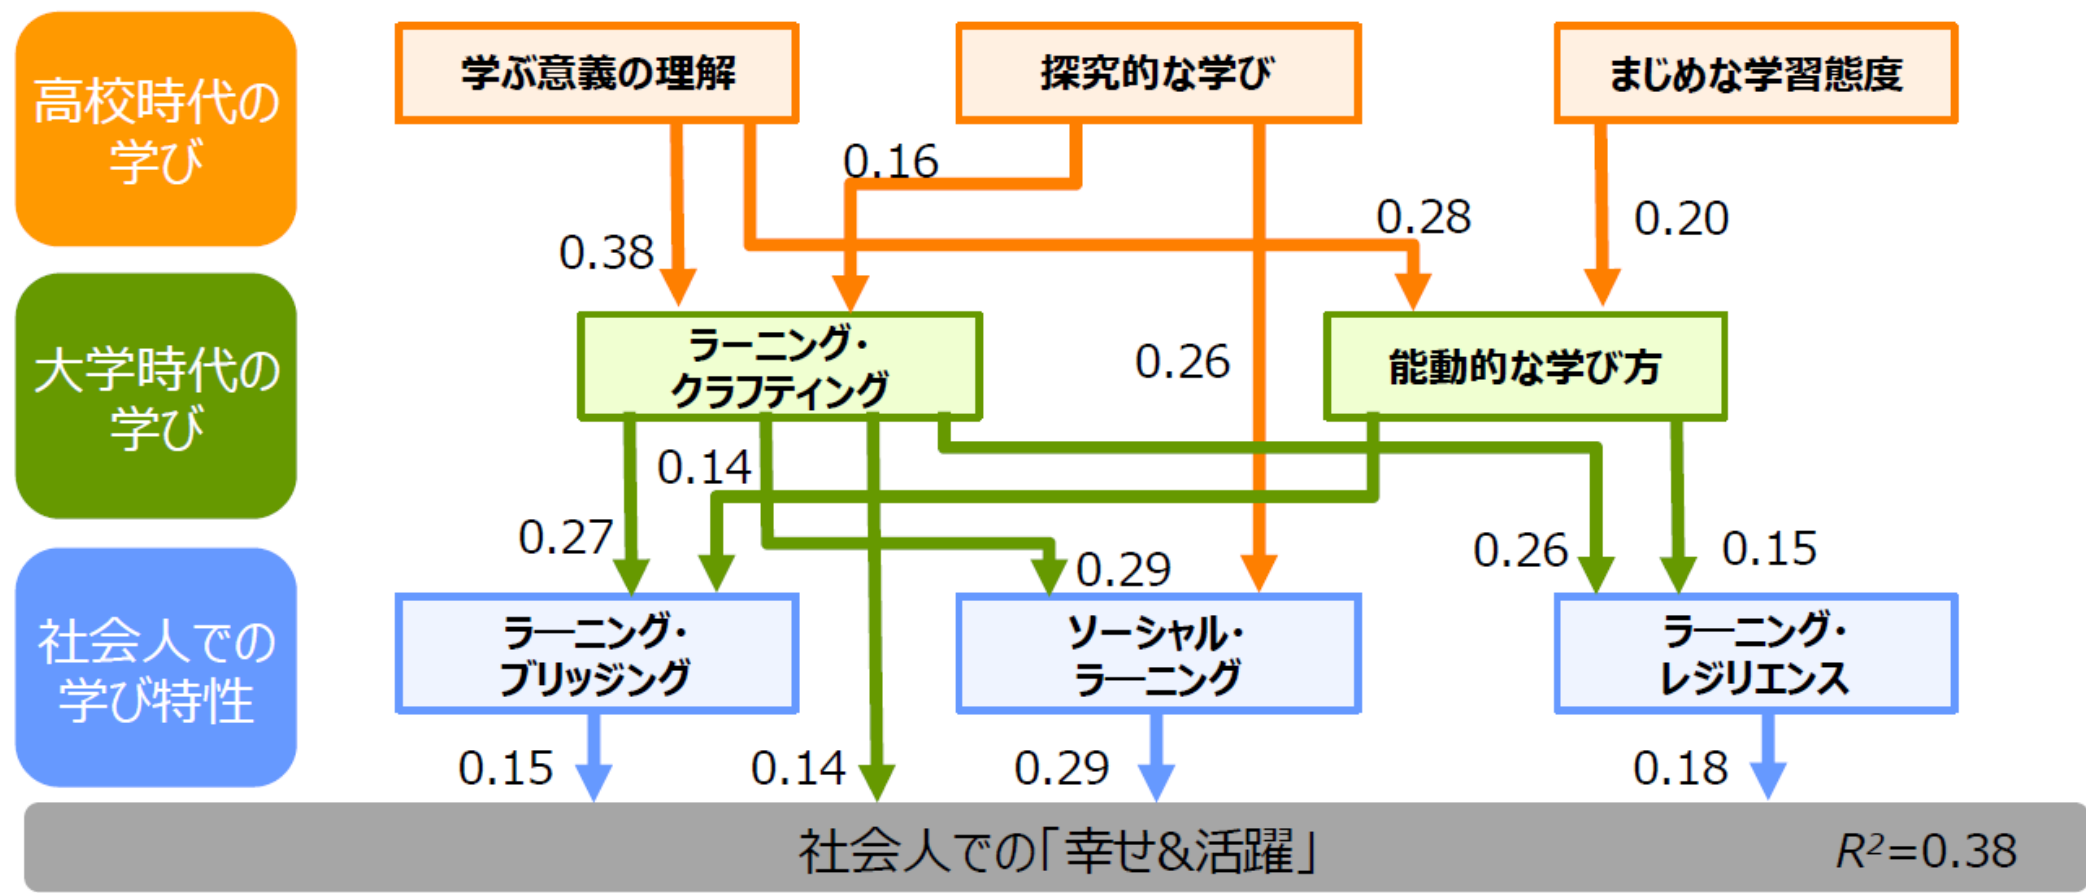 高校時代の
学び
学ぶ意義の理解
探究的な学び
まじめな学習態度
0.16
0.38
0.28
0.20
大学時代の
学び
ラーニング・
クラフティング
能動的な学び方
0.26
0.14
0.27
0.29
0.26
0.15
社会人での
学び特性
ラーニング・
ブリッジング
ソーシャル・
ラーニング
ラーニング・
レジリエンス
0.15
0.14
0.29
0.18
社会人での「幸せ&活躍」
R²=0.38